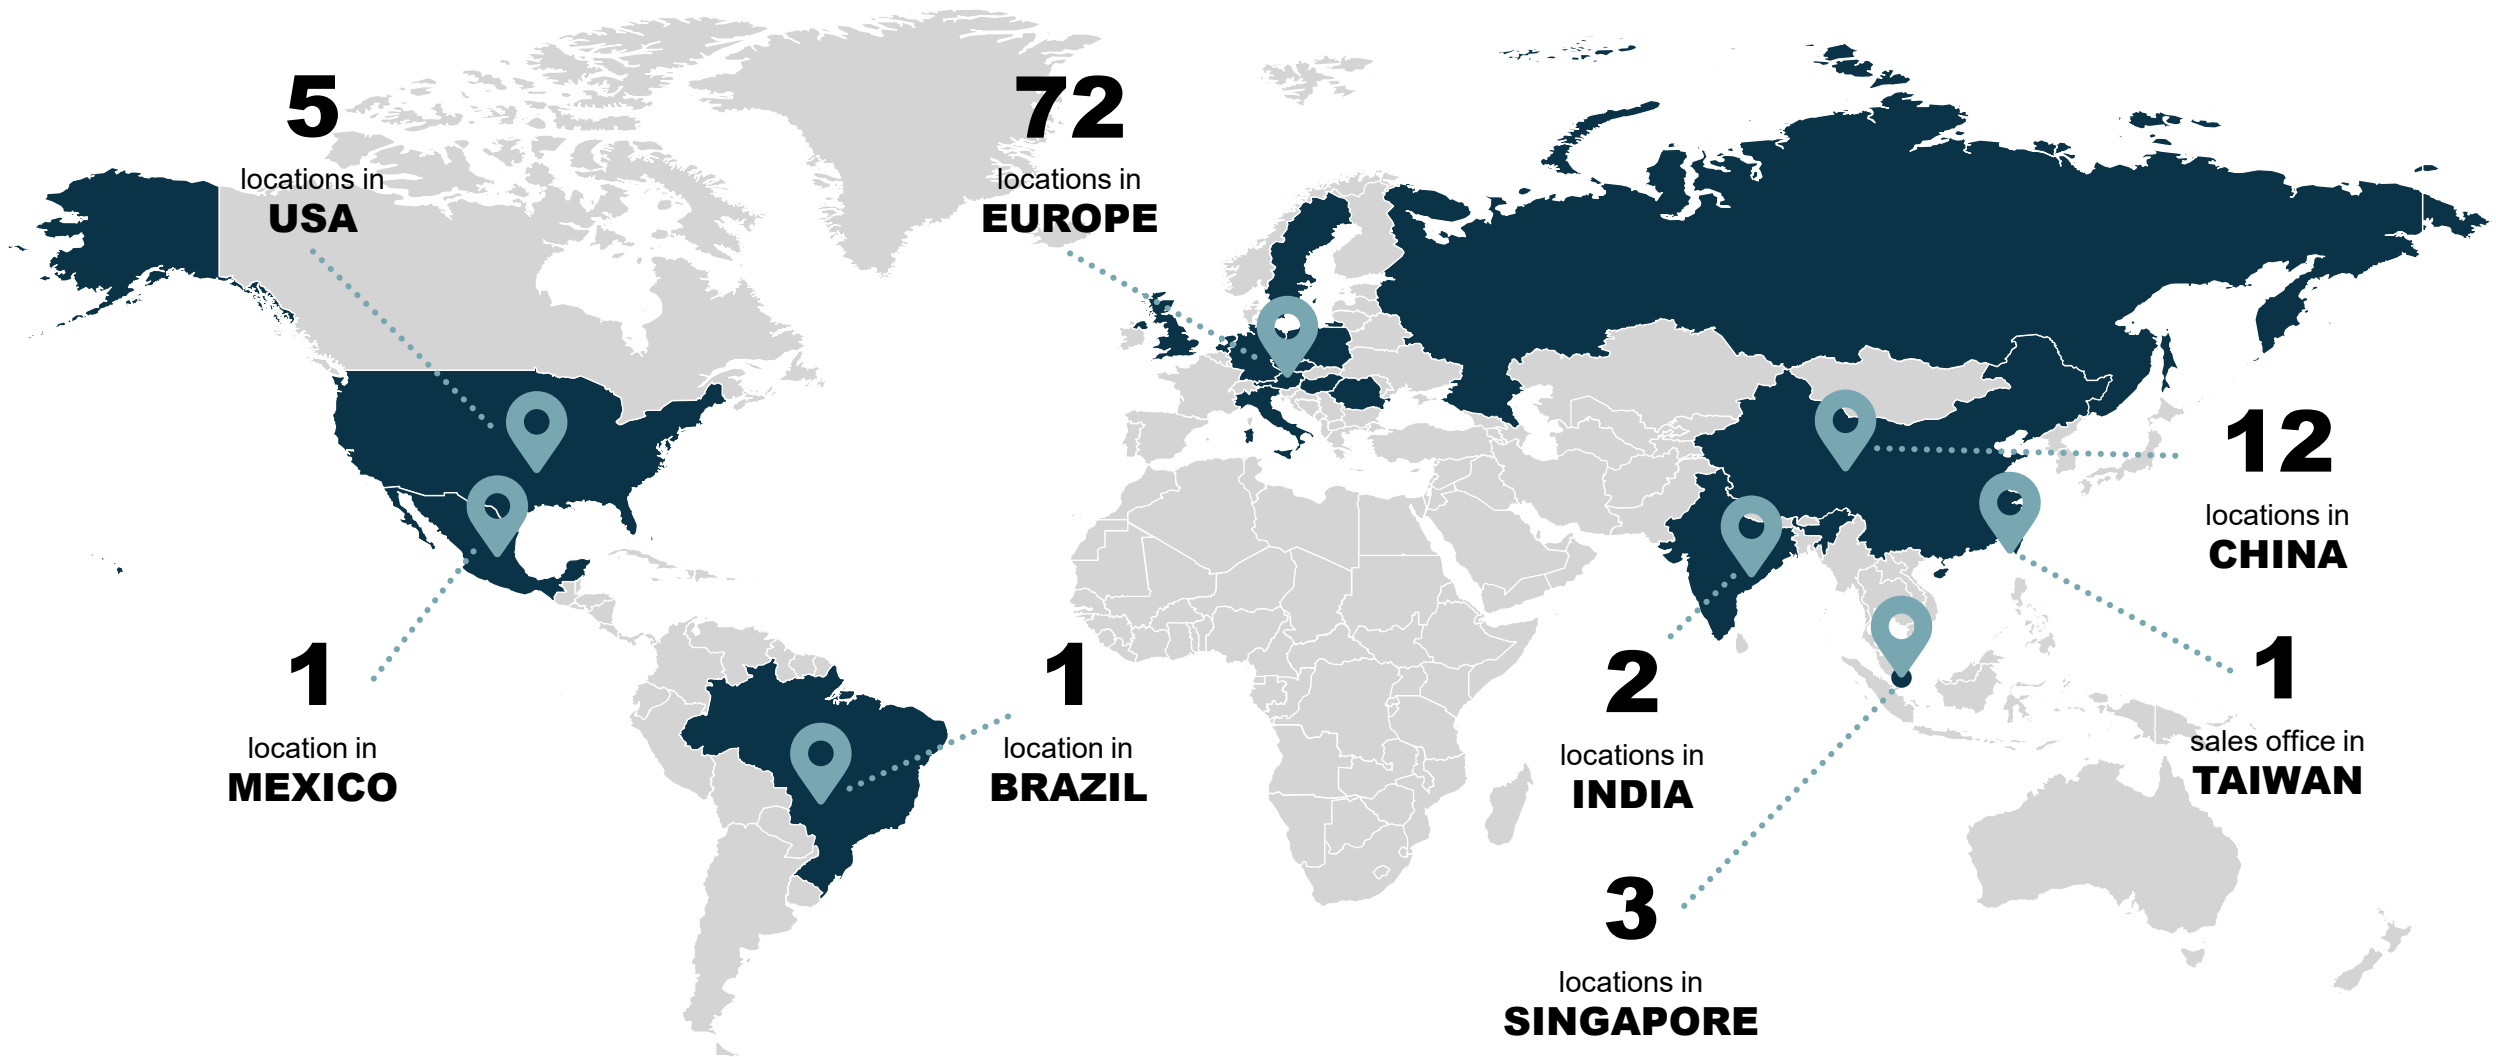 5
locations in
USA
72
locations in
EUROPE
12
locations in
CHINA
1
location in
MEXICO
1
location in
BRAZIL
2
locations in
INDIA
1
sales office in
TAIWAN
3
locations in
SINGAPORE